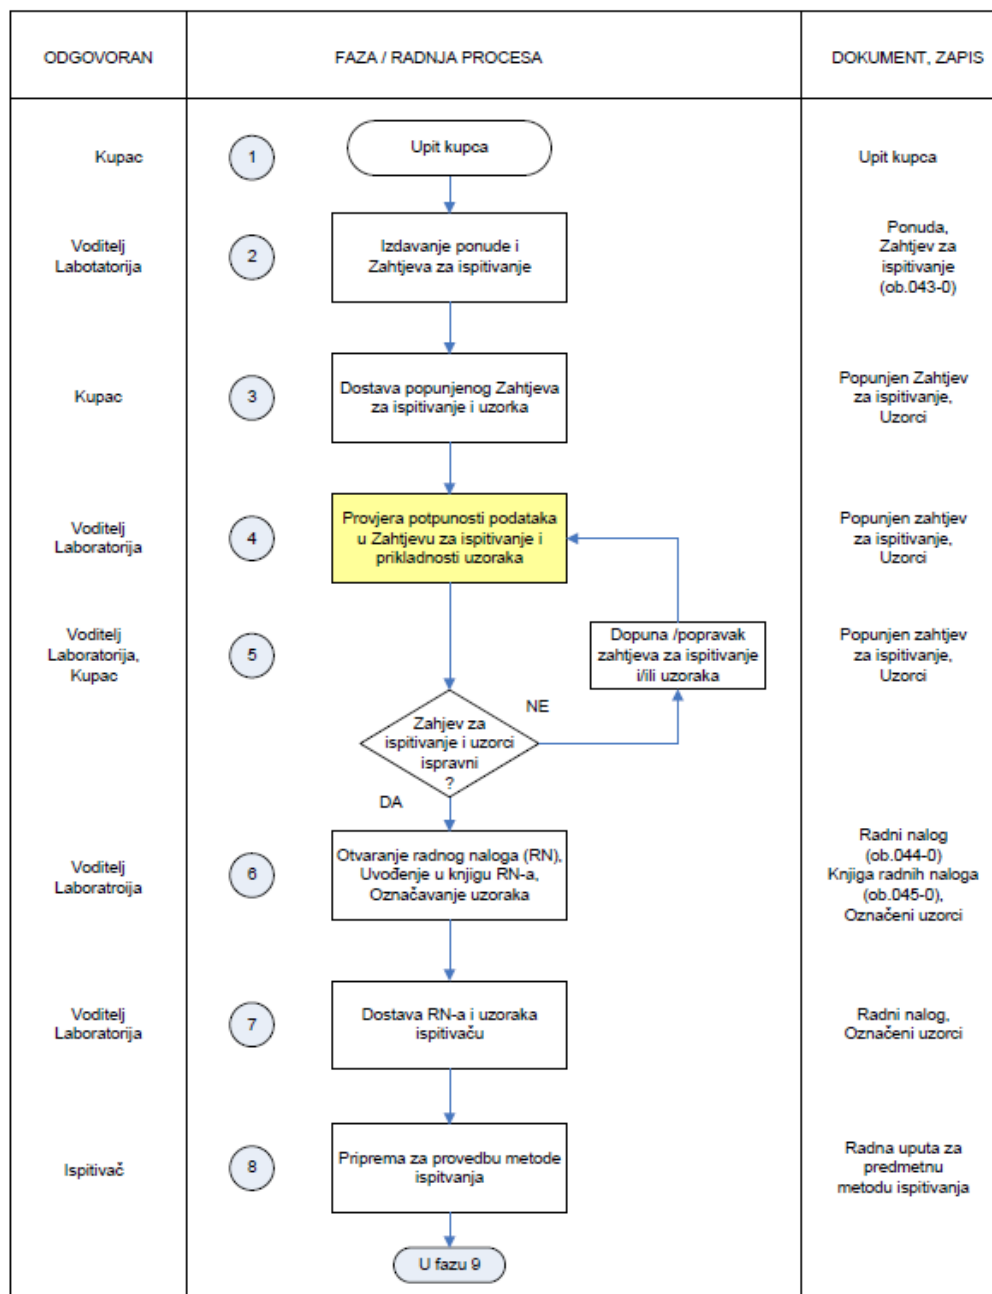 ODGOVORAN
FAZA / RADNJA PROCESA
DOKUMENT, ZAPIS
Kupac
1
Upit kupca
Upit kupca
Voditelj
Labotatorija
2
Izdavanje ponude i
Zahtjeva za ispitivanje
Ponuda,
Zahtjev za
ispitivanje
(ob.043-0)
Kupac
3
Dostava popunjenog Zahtjeva
za ispitivanje i uzorka
Popunjen Zahtjev
za ispitivanje,
Uzorci
Voditelj
Laboratorija
4
Provjera potpunosti podataka
u Zahtjevu za ispitivanje i
prikladnosti uzoraka
Popunjen zahtjev
za ispitivanje,
Uzorci
Voditelj
Laboratorija,
Kupac
5
Dopuna /popravak
zahtjeva za ispitivanje
i/ili uzoraka
Popunjen zahtjev
za ispitivanje,
Uzorci
NE
Zahjev za
ispitivanje i uzorci
ispravni
?
DA
Voditelj
Laboratroija
6
Otvaranje radnog naloga (RN),
Uvođenje u knjigu RN-a,
Označavanje uzoraka
Radni nalog
(ob.044-0)
Knjiga radnih naloga
(ob.045-0),
Označeni uzorci
Voditelj
Laboratorija
7
Dostava RN-a i uzoraka
ispitivaču
Radni nalog,
Označeni uzorci
Ispitivač
8
Priprema za provedbu metode
ispitvanja
Radna uputa za
predmetnu
metodu ispitivanja
U fazu 9